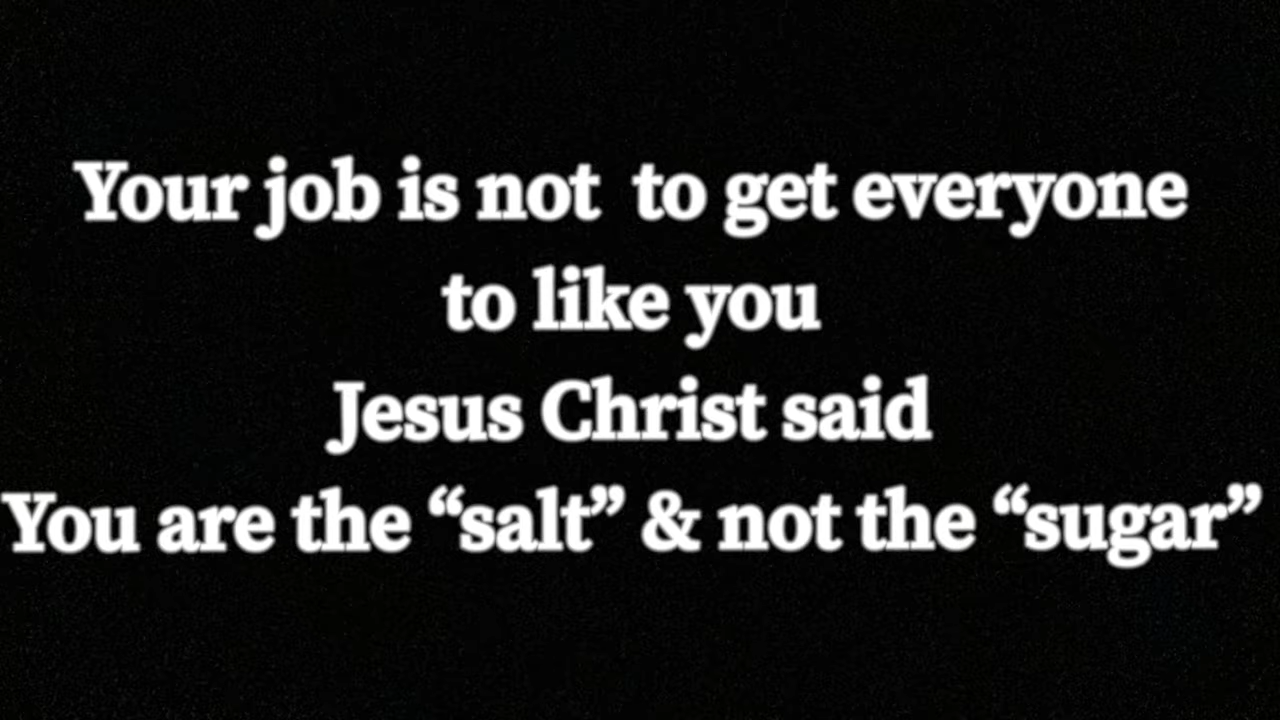 Your job is not  to get everyone
to like you
Jesus Christ said
You are the “salt” & not the “sugar”